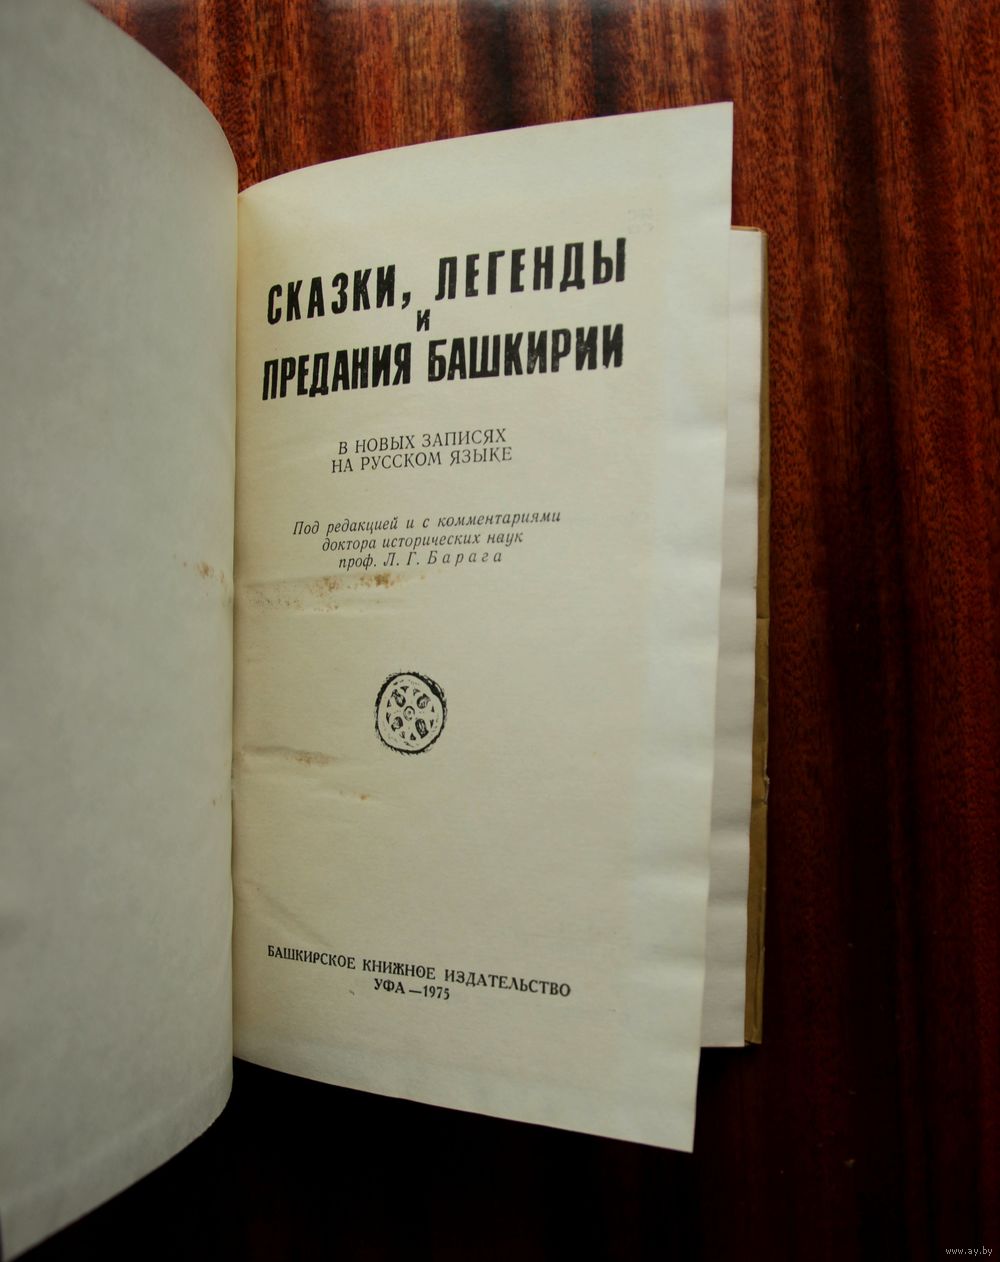 СКАЗКИ, ЛЕГЕНДЫ
И
ПРЕДАНИЯ БАШКИРИИ
В НОВЫХ ЗАПИСЯХ
НА РУССКОМ ЯЗЫКЕ
Под редакцией и с комментариями
доктора исторических наук
проф. Л. Г. Барага
БАШКИРСКОЕ КНИЖНОЕ ИЗДАТЕЛЬСТВО
УФА —1975
www.ay.by